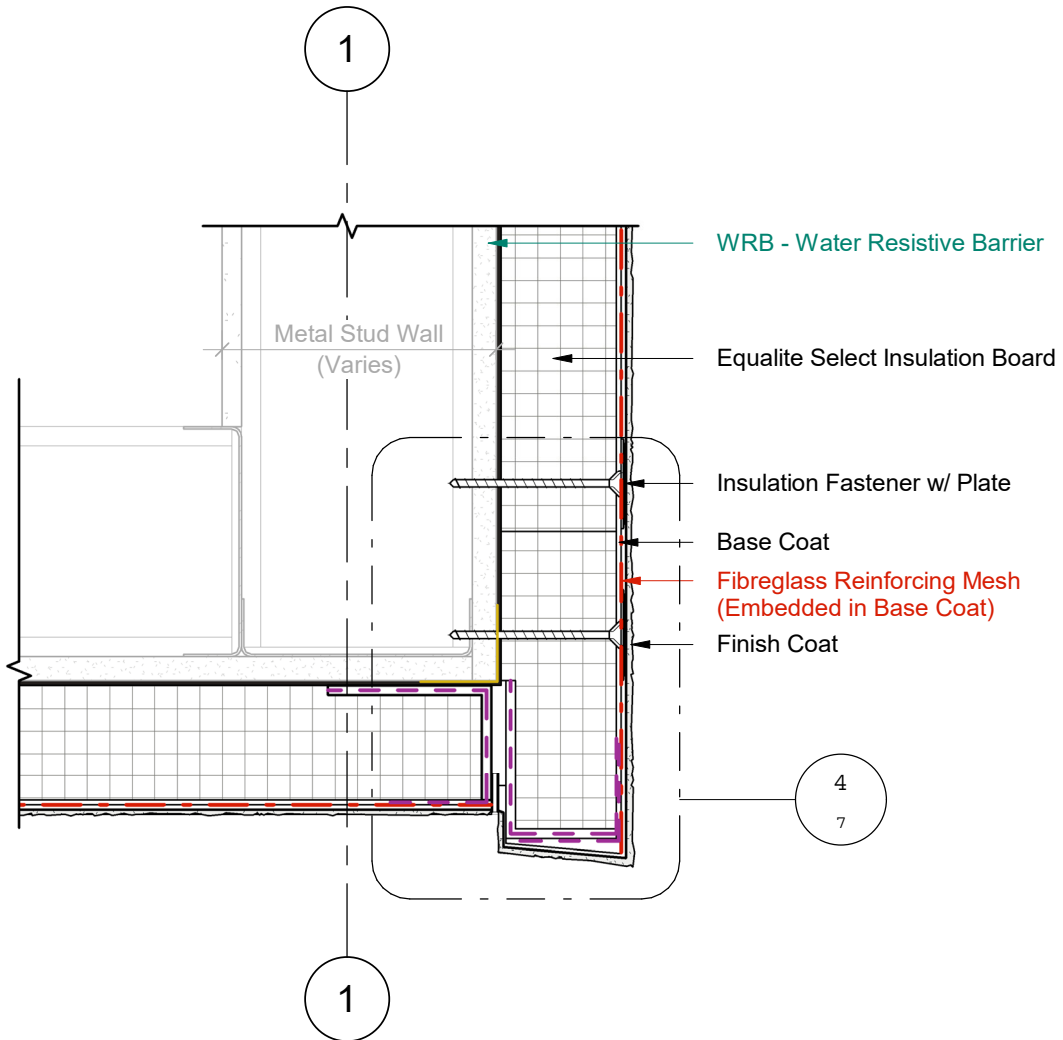 1
WRB - Water Resistive Barrier
Metal Stud Wall
(Varies)
Equalite Select Insulation Board
Insulation Fastener w/ Plate
Base Coat
Fibreglass Reinforcing Mesh
(Embedded in Base Coat)
Finish Coat
4
7
1